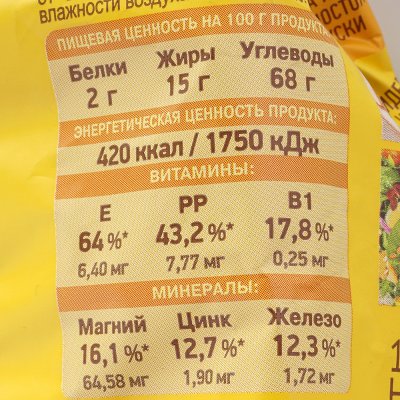 влажности воздуха
ПИЩЕВАЯ ЦЕННОСТЬ НА 100 Г ПРОДУКТА:
Белки Жиры Углеводы
2 г 15 г 68 г
ЭНЕРГЕТИЧЕСКАЯ ЦЕННОСТЬ ПРОДУКТА:
420 ккал / 1750 кДж
ВИТАМИНЫ:
E PP B1
64 %* 43,2 %* 17,8 %*
6,40 мг 7,77 мг 0,25 мг
МИНЕРАЛЫ:
Магний Цинк Железо
16,1 %* 12,7 %* 12,3 %*
64,58 мг 1,90 мг 1,72 мг